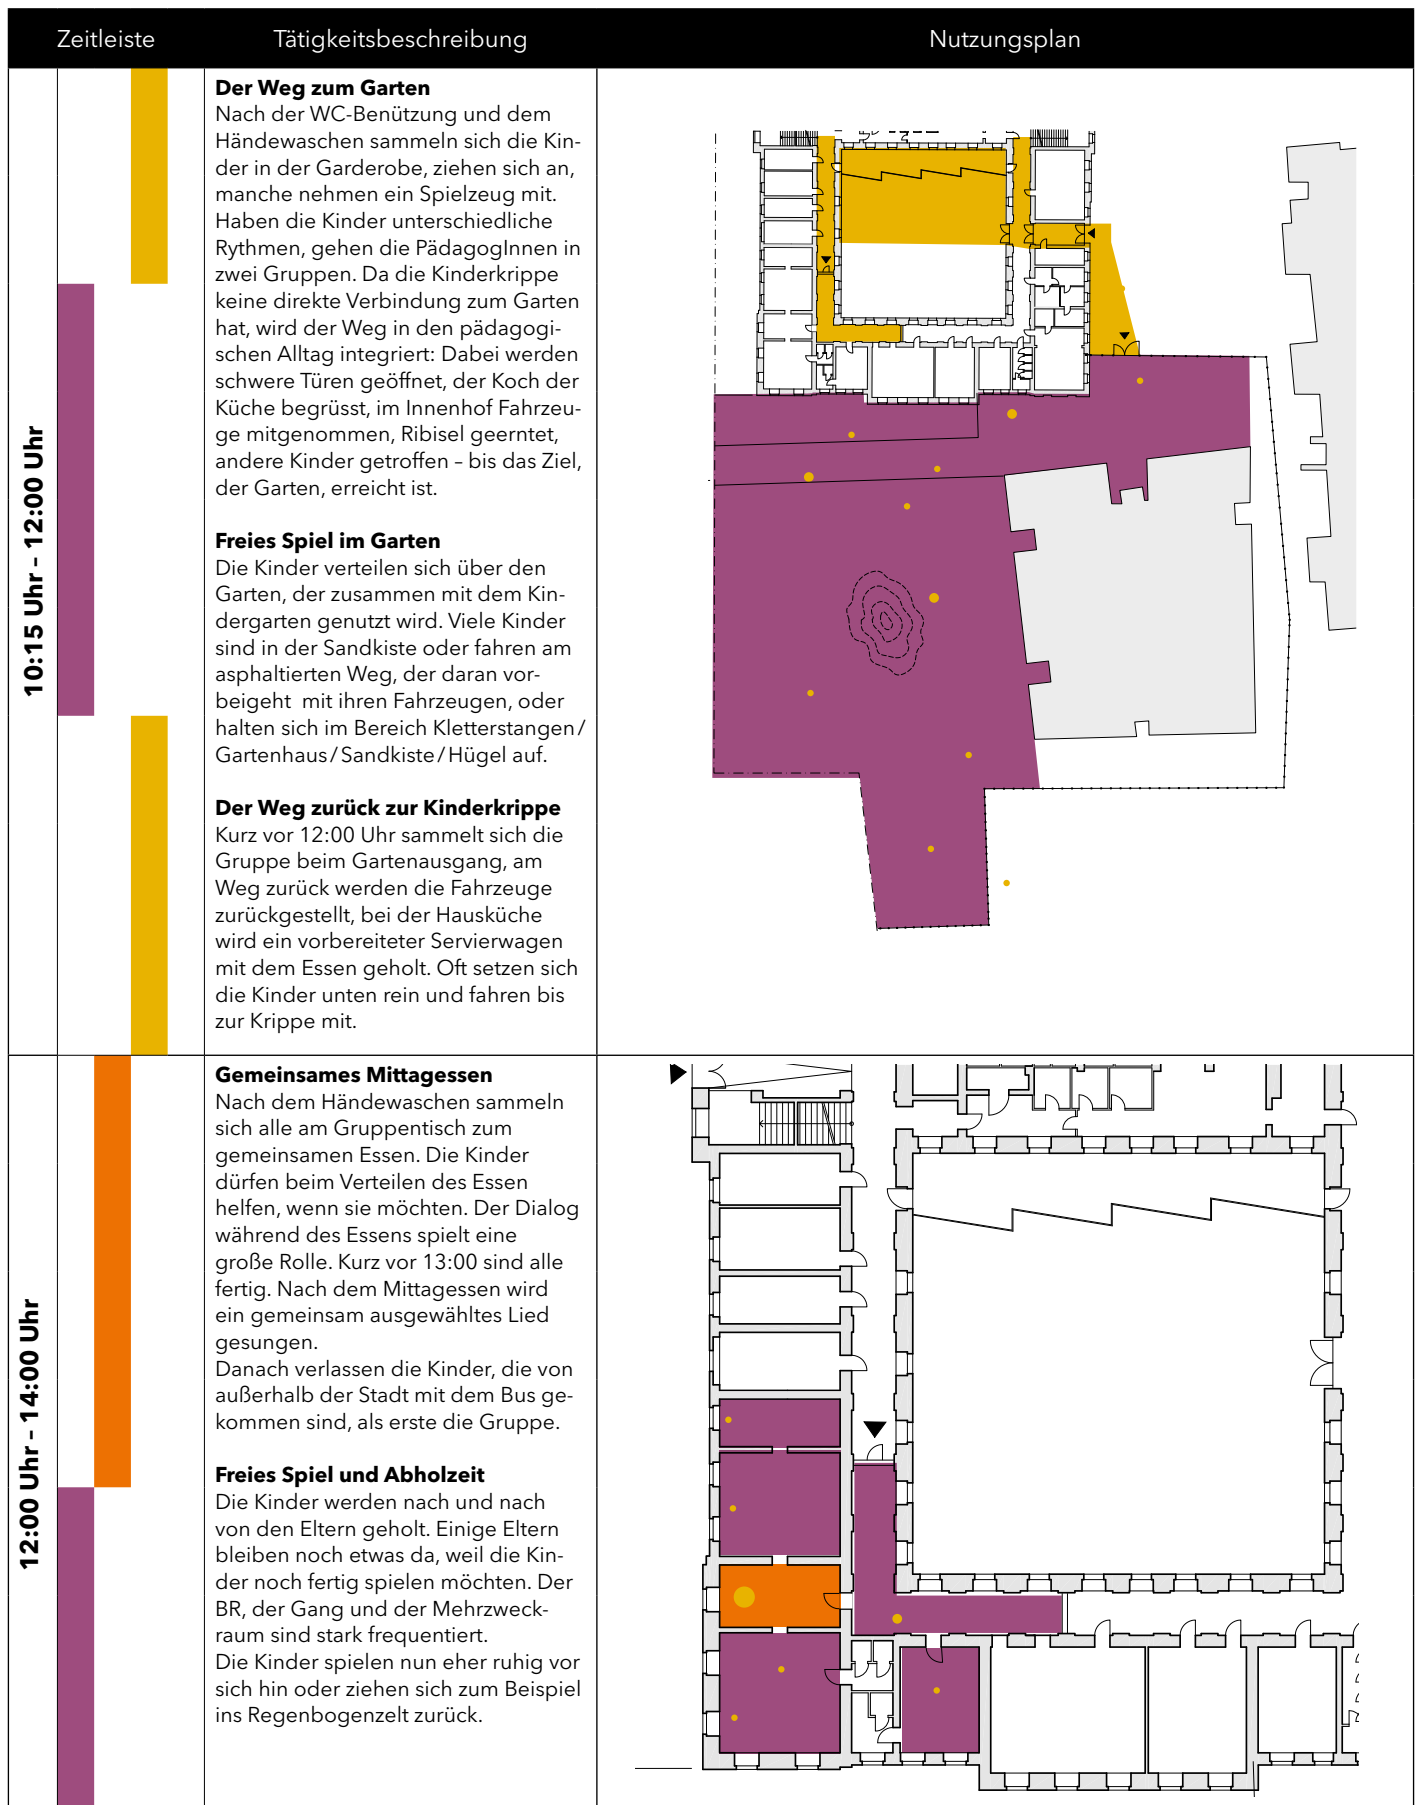 Zeitleiste
Tätigkeitsbeschreibung
Nutzungsplan
10:15 Uhr – 12:00 Uhr
Der Weg zum Garten
Nach der WC-Benützung und dem
Händewaschen sammeln sich die Kin-
der in der Garderobe, ziehen sich an,
manche nehmen ein Spielzeug mit.
Haben die Kinder unterschiedliche
Rythmen, gehen die PädagogInnen in
zwei Gruppen. Da die Kinderkrippe
keine direkte Verbindung zum Garten
hat, wird der Weg in den pädagogi-
schen Alltag integriert: Dabei werden
schwere Türen geöffnet, der Koch der
Küche begrüsst, im Innenhof Fahrzeu-
ge mitgenommen, Ribisel geerntet,
andere Kinder getroffen – bis das Ziel,
der Garten, erreicht ist.
Freies Spiel im Garten
Die Kinder verteilen sich über den
Garten, der zusammen mit dem Kin-
dergarten genutzt wird. Viele Kinder
sind in der Sandkiste oder fahren am
asphaltierten Weg, der daran vor-
beigeht mit ihren Fahrzeugen, oder
halten sich im Bereich Kletterstangen/
Gartenhaus/Sandkiste/Hügel auf.
Der Weg zurück zur Kinderkrippe
Kurz vor 12:00 Uhr sammelt sich die
Gruppe beim Gartenausgang, am
Weg zurück werden die Fahrzeuge
zurückgestellt, bei der Hausküche
wird ein vorbereiteter Servierwagen
mit dem Essen geholt. Oft setzen sich
die Kinder unten rein und fahren bis
zur Krippe mit.
12:00 Uhr – 14:00 Uhr
Gemeinsames Mittagessen
Nach dem Händewaschen sammeln
sich alle am Gruppentisch zum
gemeinsamen Essen. Die Kinder
dürfen beim Verteilen des Essen
helfen, wenn sie möchten. Der Dialog
während des Essens spielt eine
große Rolle. Kurz vor 13:00 sind alle
fertig. Nach dem Mittagessen wird
ein gemeinsam ausgewähltes Lied
gesungen.
Danach verlassen die Kinder, die von
außerhalb der Stadt mit dem Bus ge-
kommen sind, als erste die Gruppe.
Freies Spiel und Abholzeit
Die Kinder werden nach und nach
von den Eltern geholt. Einige Eltern
bleiben noch etwas da, weil die Kin-
der noch fertig spielen möchten. Der
BR, der Gang und der Mehrzweck-
raum sind stark frequentiert.
Die Kinder spielen nun eher ruhig vor
sich hin oder ziehen sich zum Beispiel
ins Regenbogenzelt zurück.